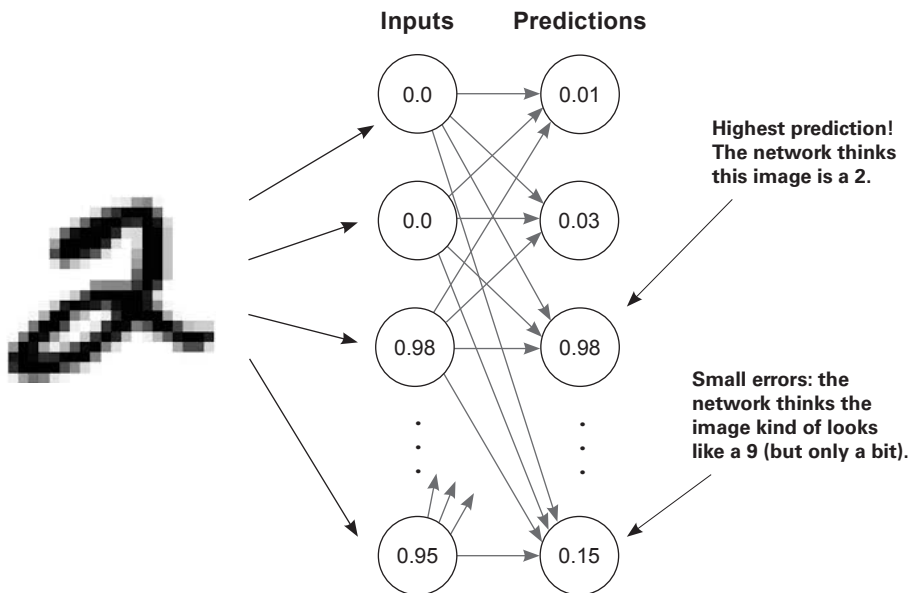 Inputs Predictions
0.0 0.01
Highest prediction!
The network thinks
this image is a 2.
0.0 0.03
0.98 0.98
Small errors: the
network thinks the
image kind of looks
like a 9 (but only a bit).
0.95 0.15